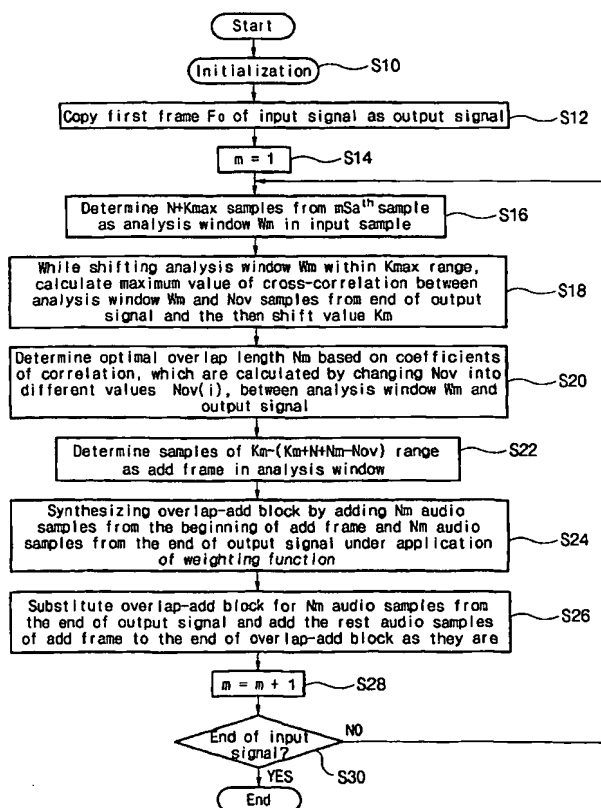 Start
Initialization
S10
Copy first frame F0 of input signal as output signal
S12
m = 1
S14
Determine N+Kmax samples from mSath sample
as analysis window Wm in input sample
S16
While shifting analysis window Wm within Kmax range,
calculate maximum value of cross-correlation between
analysis window Wm and Nov samples from end of output
signal and the then shift value Km
S18
Determine optimal overlap length Nm based on coefficients
of correlation, which are calculated by changing Nov into
different values Nov(i), between analysis window Wm and
output signal
S20
Determine samples of Km-(Km+N+Nm-Nov) range
as add frame in analysis window
S22
Synthesizing overlap-add block by adding Nm audio
samples from the beginning of add frame and Nm audio
samples from the end of output signal under application
of weighting function
S24
Substitute overlap-add block for Nm audio samples from
the end of output signal and add the rest audio samples
of add frame to the end of overlap-add block as they are
S26
m = m + 1
S28
End of input
signal?
NO
S30
YES
End